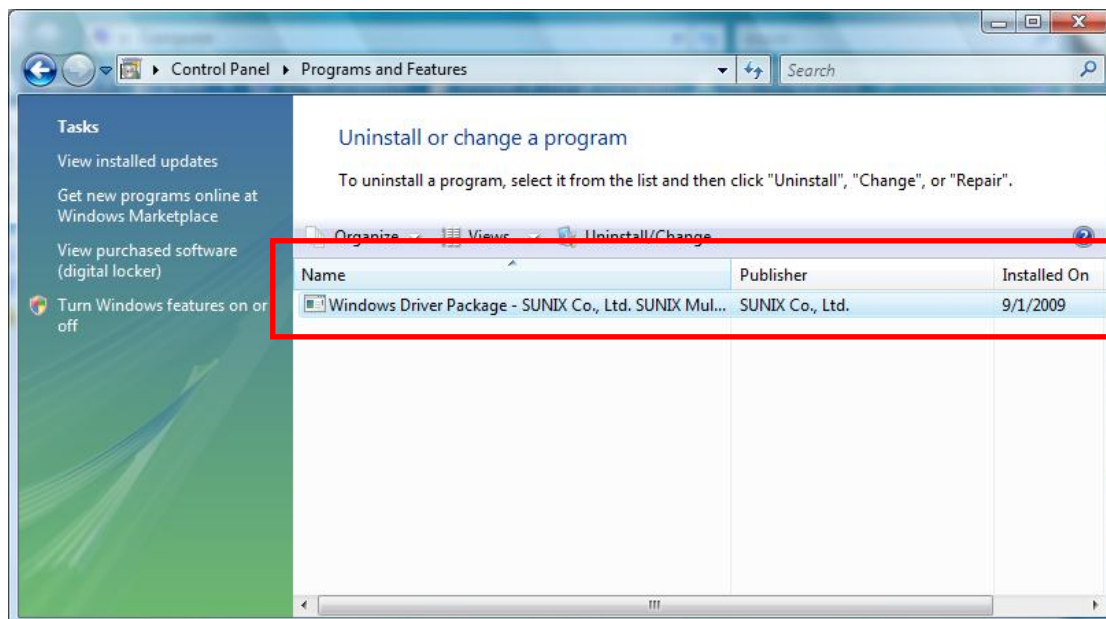 Control Panel Programs and Features
Search
Tasks
View installed updates
Get new programs online at
Windows Marketplace
View purchased software
(digital locker)
Turn Windows features on or
off
Uninstall or change a program
To uninstall a program, select it from the list and then click "Uninstall", "Change", or "Repair".
Organize Views Uninstall/Change
Name Publisher Installed On
Windows Driver Package - SUNIX Co., Ltd. SUNIX Mul... SUNIX Co., Ltd. 9/1/2009